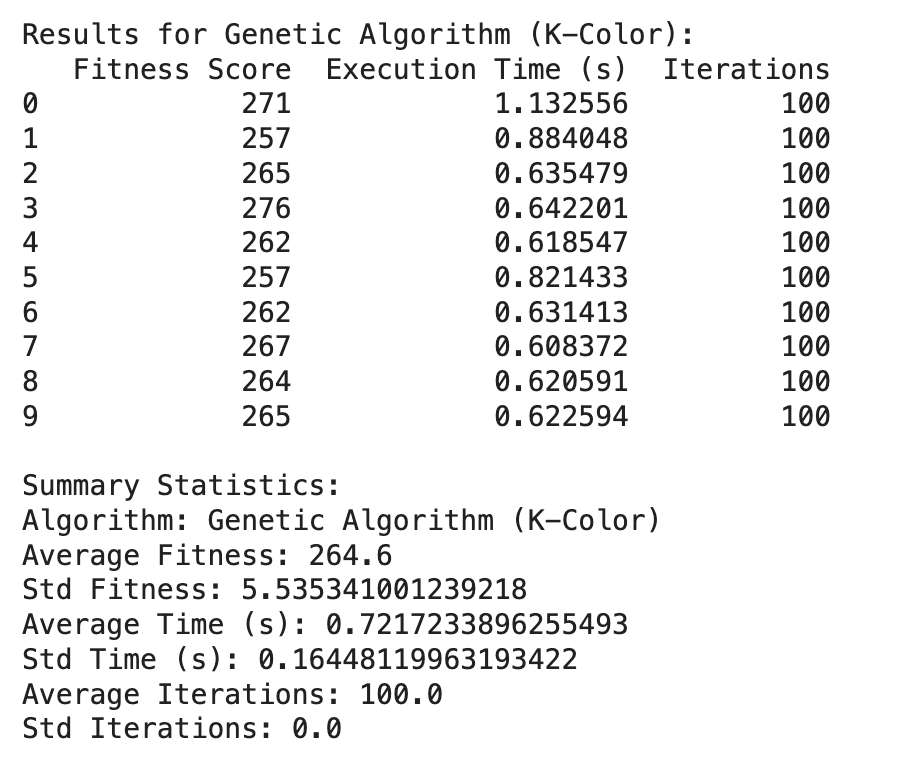 Results for Genetic Algorithm (K-Color):
Fitness Score Execution Time (s) Iterations
0 271 1.132556 100
1 257 0.884048 100
2 265 0.635479 100
3 276 0.642201 100
4 262 0.618547 100
5 257 0.821433 100
6 262 0.631413 100
7 267 0.608372 100
8 264 0.620591 100
9 265 0.622594 100
Summary Statistics:
Algorithm: Genetic Algorithm (K-Color)
Average Fitness: 264.6
Std Fitness: 5.535341001239218
Average Time (s): 0.7217233896255493
Std Time (s): 0.16448119963193422
Average Iterations: 100.0
Std Iterations: 0.0